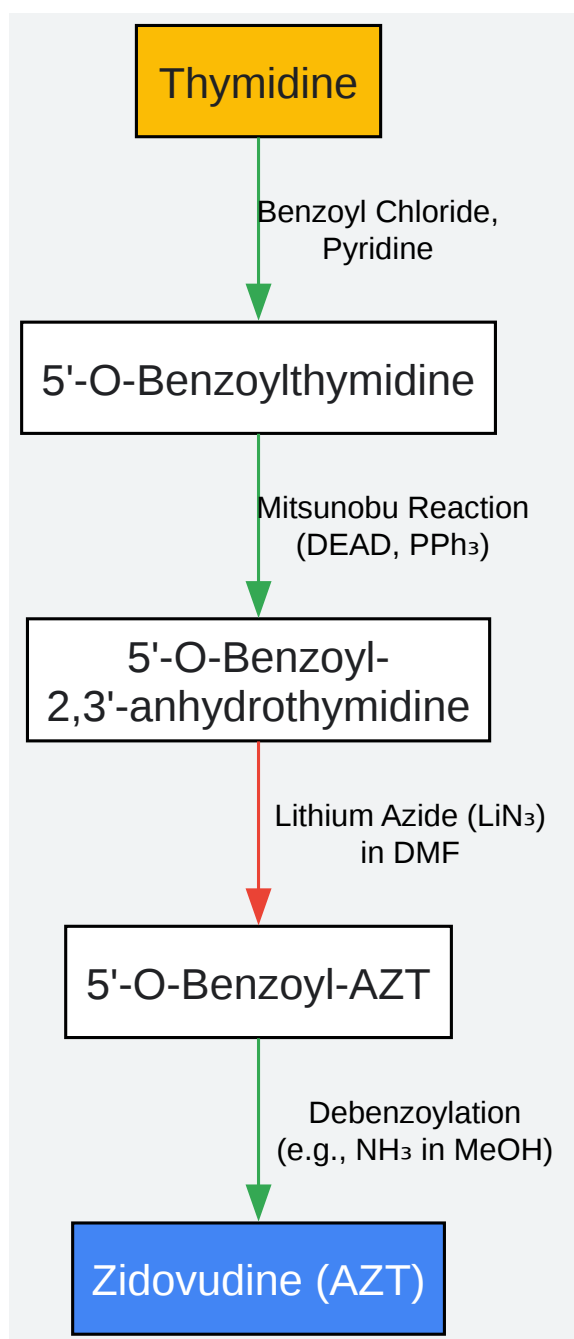 Thymidine
Benzoyl Chloride,
Pyridine
5'-O-Benzoylthymidine
Mitsunobu Reaction
(DEAD, PPh₃)
5'-O-Benzoyl-
2,3'-anhydrothymidine
Lithium Azide (LiN₃)
in DMF
5'-O-Benzoyl-AZT
Debenzoylation
(e.g., NH₃ in MeOH)
Zidovudine (AZT)